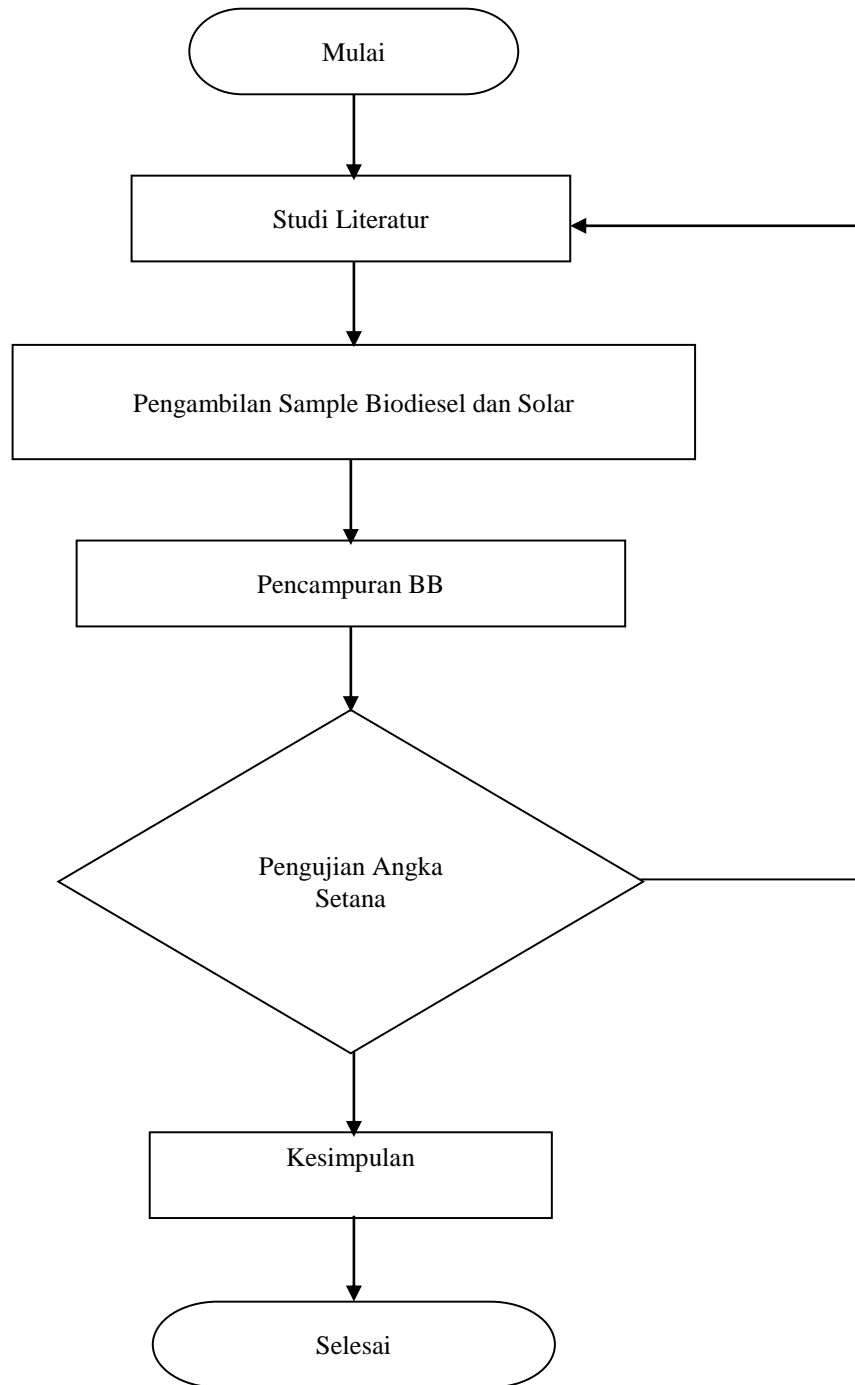 Mulai
Studi Literatur
Pengambilan Sample Biodiesel dan Solar
Pencampuran BB
Pengujian Angka
Setana
Kesimpulan
Selesai